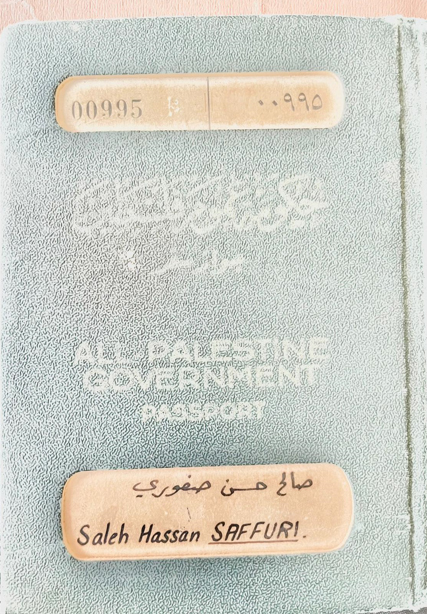 00995 ٠٠٩٩٥
حكومة عموم فلسطين
جواز سفر
ALL PALESTINE
GOVERNMENT
PASSPORT
صالح حسن صفوري
Saleh Hassan SAFFURI.